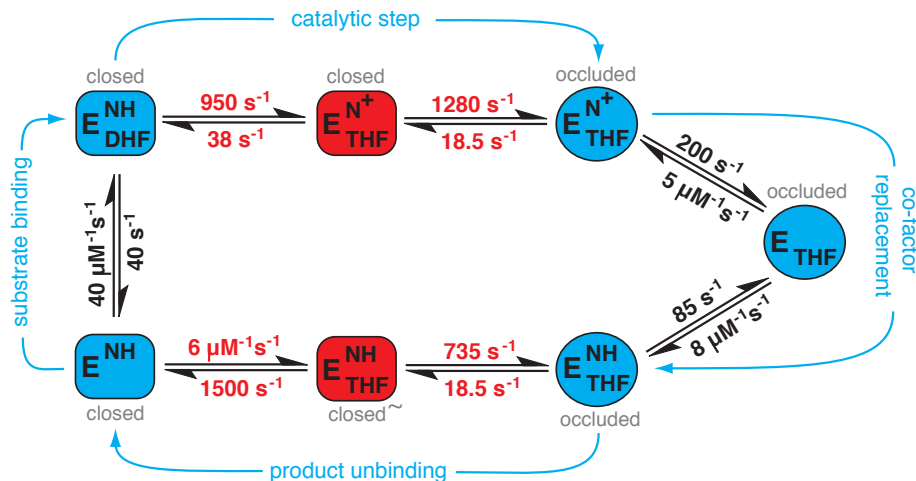 catalytic step
closed
closed
occluded
E NH DHF
950 s⁻¹
38 s⁻¹
E N⁺ THF
1280 s⁻¹
18.5 s⁻¹
E N⁺ THF
200 s⁻¹
5 µM⁻¹s⁻¹
occluded
E THF
co-factor
replacement
substrate binding
40 µM⁻¹s⁻¹
40 s⁻¹
85 s⁻¹
8 µM⁻¹s⁻¹
E NH
6 µM⁻¹s⁻¹
1500 s⁻¹
E NH THF
735 s⁻¹
18.5 s⁻¹
E NH THF
closed
closed~
occluded
product unbinding